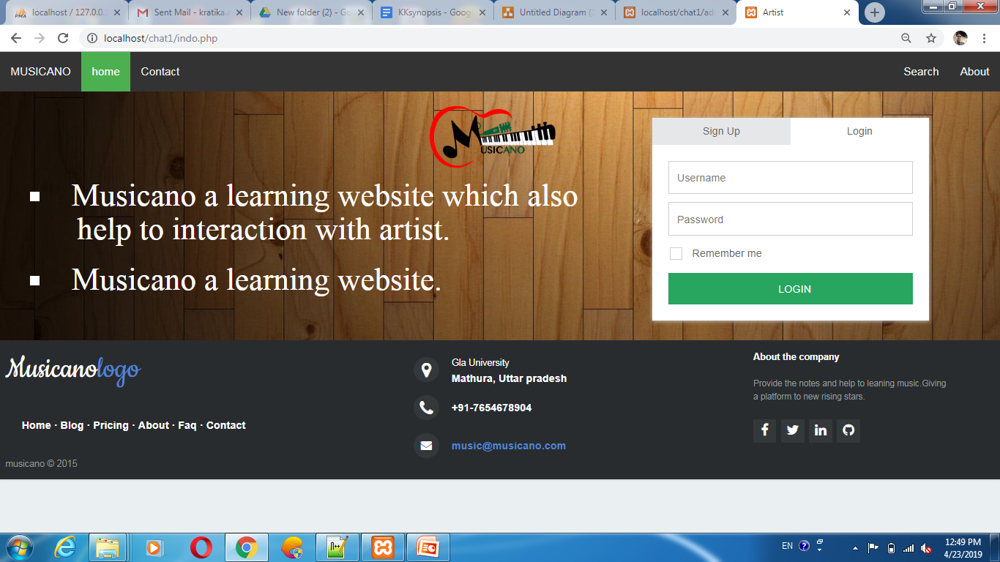 localhost / 127.0.0
Sent Mail - kratika.
New folder (2) - Go
KKsynopsis - Goog
Untitled Diagram (
localhost/chat1/ad
Artist
localhost/chat1/indo.php
MUSICANO
home
Contact
Search
About
USICANO
Sign Up
Login
Username
Password
Remember me
LOGIN
Musicano a learning website which also
help to interaction with artist.
Musicano a learning website.
Musicanologo
Home · Blog · Pricing · About · Faq · Contact
musicano © 2015
Gla University
Mathura, Uttar pradesh
+91-7654678904
music@musicano.com
About the company
Provide the notes and help to leaning music.Giving
a platform to new rising stars.
EN
12:49 PM
4/23/2019